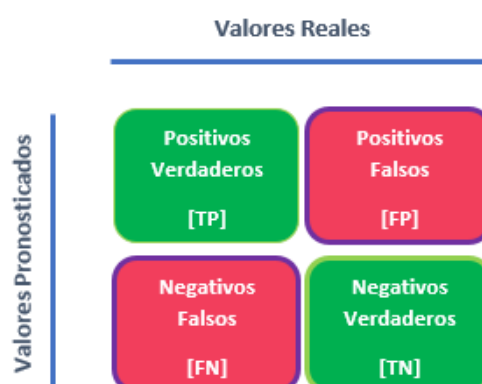 Valores Reales
Valores Pronosticados
Positivos
Verdaderos
[TP]
Positivos
Falsos
[FP]
Negativos
Falsos
[FN]
Negativos
Verdaderos
[TN]